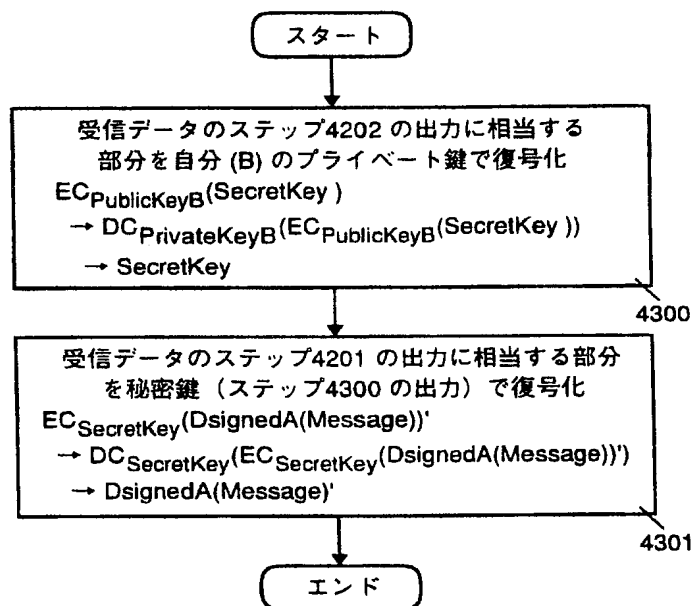 スタート
受信データのステップ4202 の出力に相当する
部分を自分 (B) のプライベート鍵で復号化
EC_PublicKeyB(SecretKey )
→ DC_PrivateKeyB(EC_PublicKeyB(SecretKey ))
→ SecretKey
4300
受信データのステップ4201 の出力に相当する部分
を秘密鍵（ステップ4300 の出力）で復号化
EC_SecretKey(DsignedA(Message))'
→ DC_SecretKey(EC_SecretKey(DsignedA(Message))')
→ DsignedA(Message)'
4301
エンド